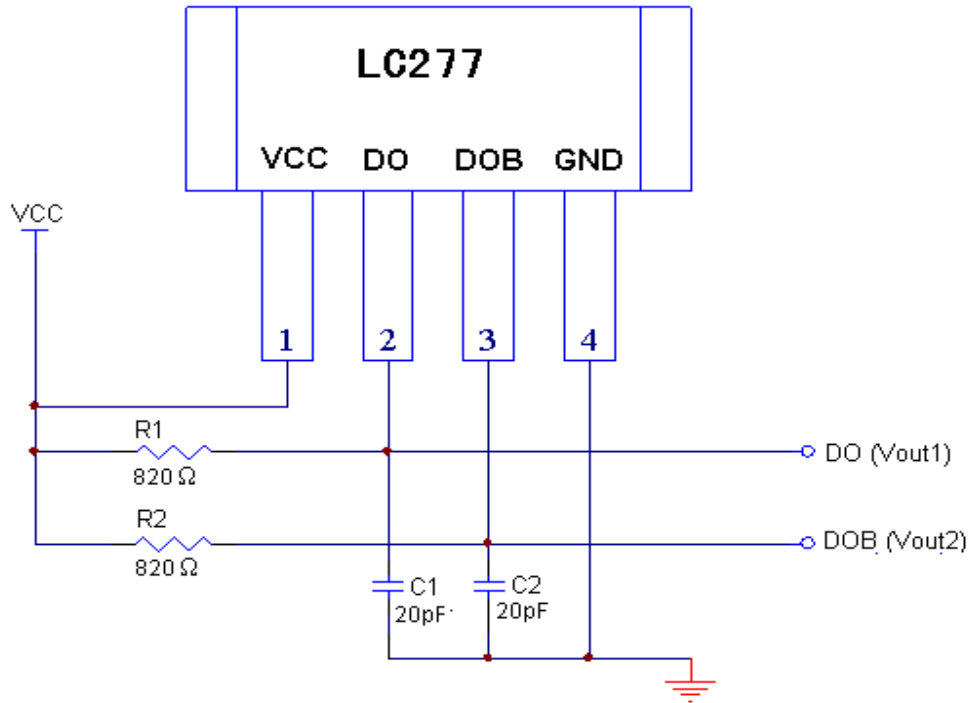 LC277
VCC DO DOB GND
VCC
1 2 3 4
R1
820 Ω
DO (Vout1)
R2
820 Ω
DOB (Vout2)
C1
20pF
C2
20pF